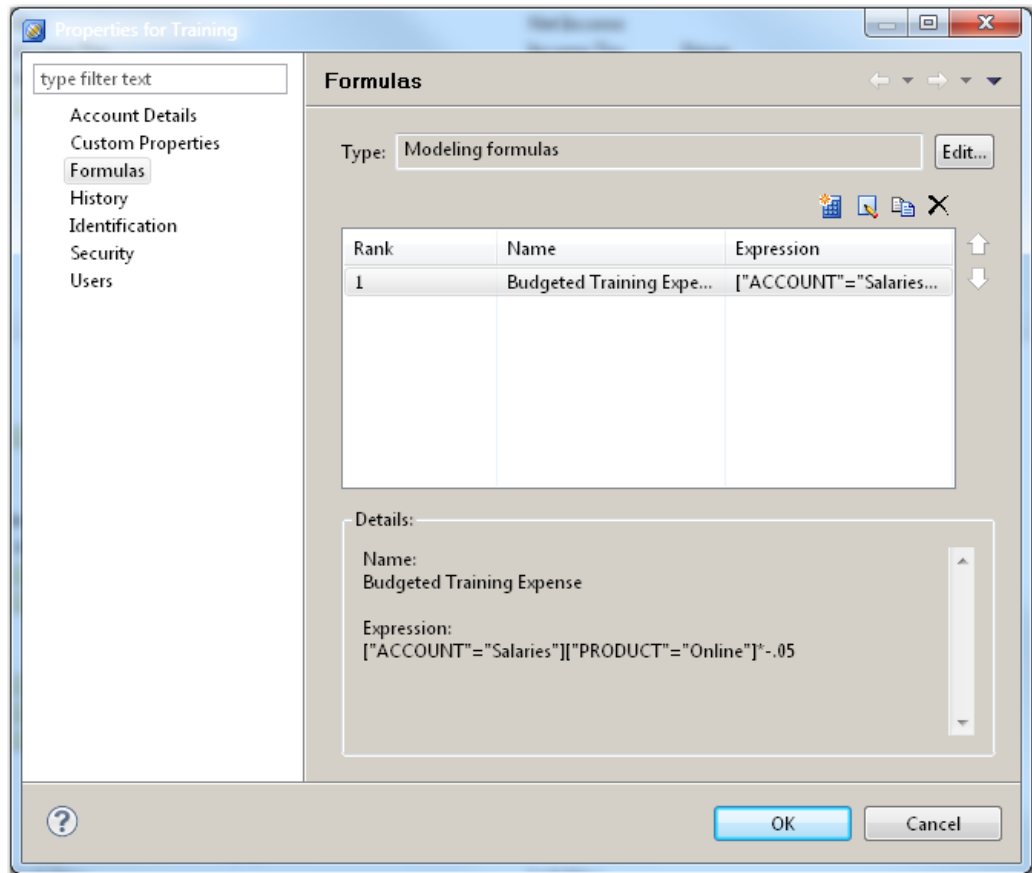 Properties for Training
type filter text
Account Details
Custom Properties
Formulas
History
Identification
Security
Users
Formulas
Type: Modeling formulas Edit...
Rank Name Expression
1 Budgeted Training Expe... ["ACCOUNT"="Salaries...
Details:
Name:
Budgeted Training Expense
Expression:
["ACCOUNT"="Salaries"]["PRODUCT"="Online"]*-.05
OK Cancel